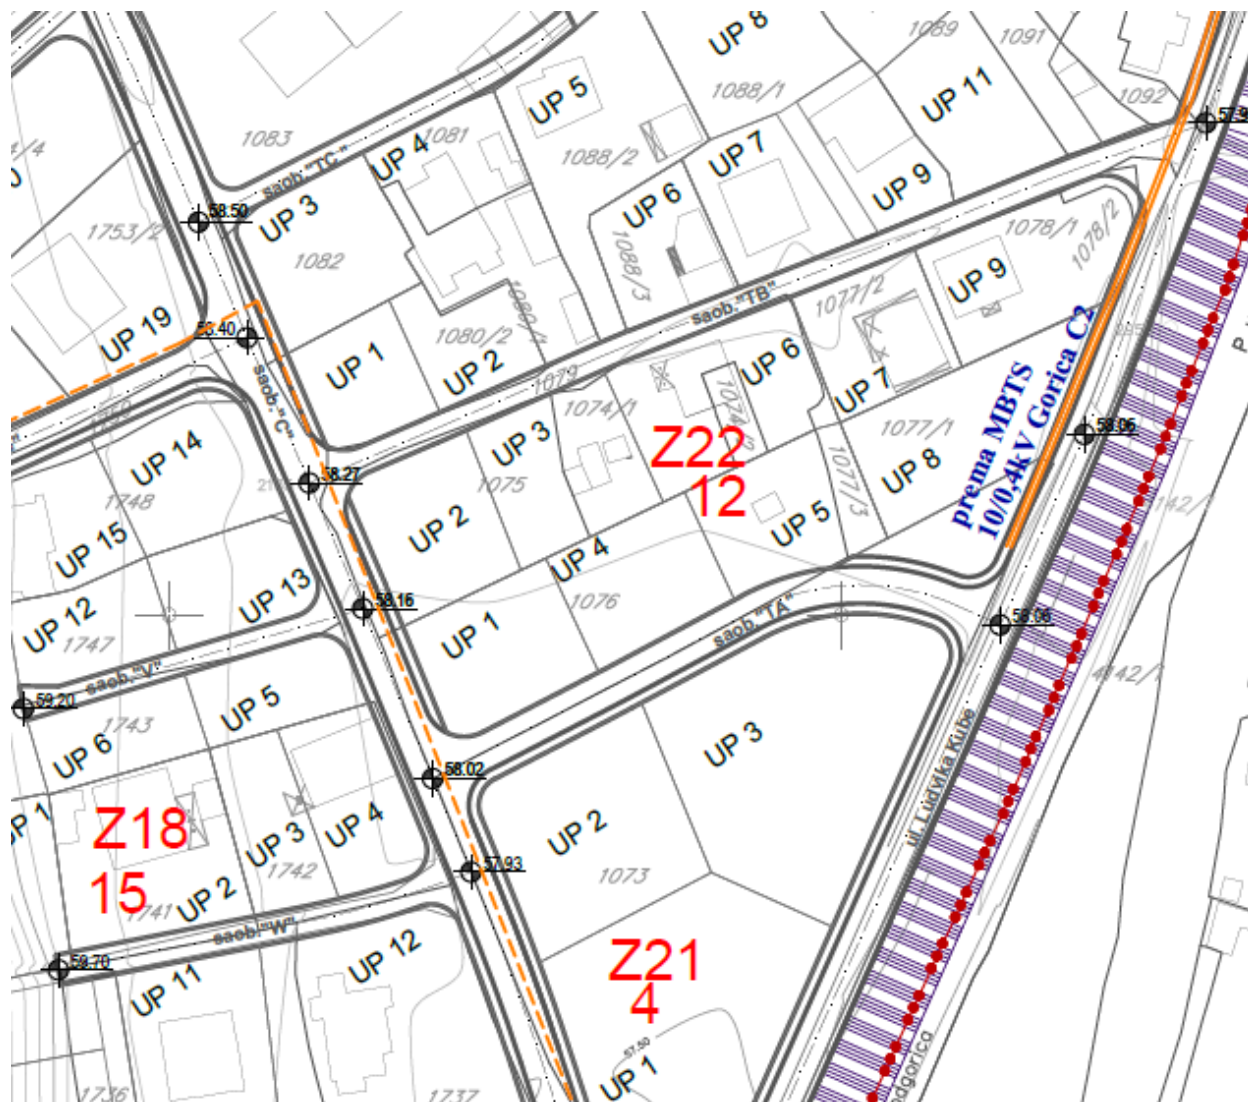 UP 8
1089
1091
UP 5
1088/1
UP 11
1092
57.9
1083
1081
UP 4
saob."TC"
1088/2
UP 7
UP 9
UP 6
1753/2
58.50
UP 3
1082
1088/3
1078/1
1078/2
UP 9
1077/2
saob."TB"
1080/1
1080/2
UP 19
58.40
UP 1
UP 2
1079
saob."C"
UP 6
UP 7
1074/1
1074/2
UP 3
Z22
12
1077/1
UP 8
prema MBTS
10/0,4kV Gorica C2
58.06
UP 14
1748
58.27
1075
UP 2
1077/3
UP 5
UP 15
UP 4
UP 13
58.16
1076
UP 12
1747
UP 1
saob."TA"
58.06
saob."V"
59.20
1743
UP 5
4142/1
UP 6
UP 3
58.02
ul. Ludvika Kube
Z18
15
UP 3
UP 4
UP 2
1742
57.93
1073
UP 2
1741
saob."W"
59.70
UP 12
UP 11
Z21
4
57.50
UP 1
1736
1737